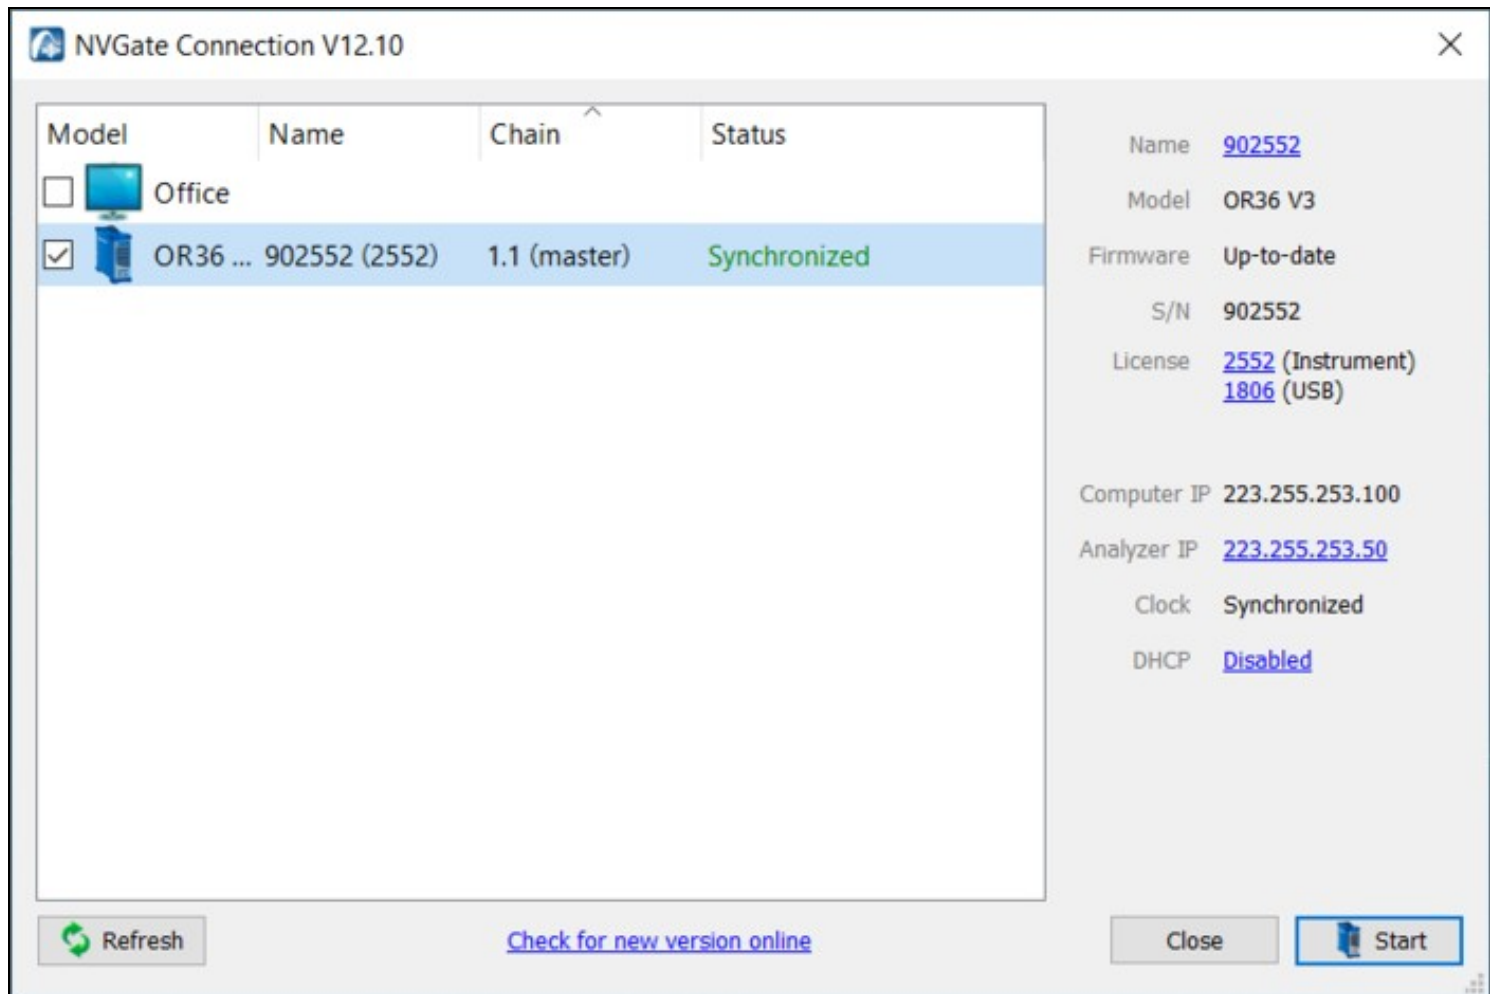 NVGate Connection V12.10
Model Name Chain Status
Office
OR36 ... 902552 (2552) 1.1 (master) Synchronized
Name 902552
Model OR36 V3
Firmware Up-to-date
S/N 902552
License 2552 (Instrument)
1806 (USB)
Computer IP 223.255.253.100
Analyzer IP 223.255.253.50
Clock Synchronized
DHCP Disabled
Refresh Check for new version online Close Start